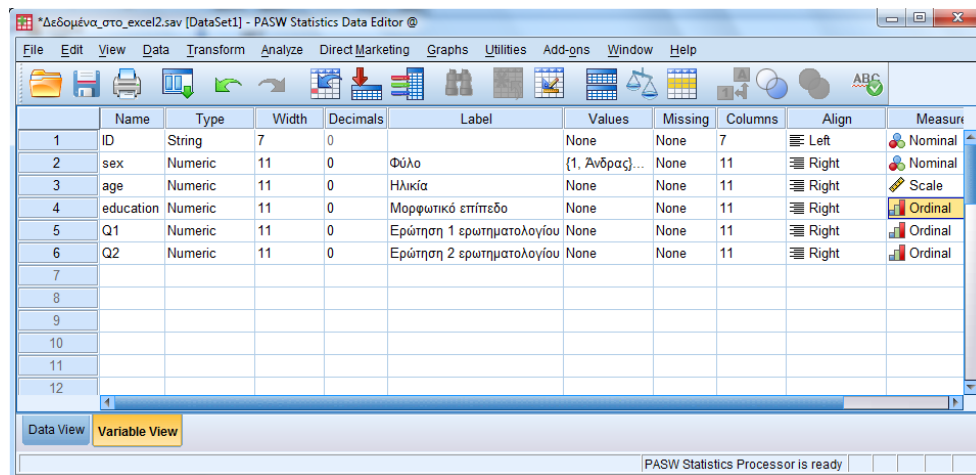 *Δεδομένα_στο_excel2.sav [DataSet1] - PASW Statistics Data Editor @
File Edit View Data Transform Analyze Direct Marketing Graphs Utilities Add-ons Window Help
Name Type Width Decimals Label Values Missing Columns Align Measure
1 ID String 7 0 None None 7 Left Nominal
2 sex Numeric 11 0 Φύλο {1, Άνδρας}... None 11 Right Nominal
3 age Numeric 11 0 Ηλικία None None 11 Right Scale
4 education Numeric 11 0 Μορφωτικό επίπεδο None None 11 Right Ordinal
5 Q1 Numeric 11 0 Ερώτηση 1 ερωτηματολογίου None None 11 Right Ordinal
6 Q2 Numeric 11 0 Ερώτηση 2 ερωτηματολογίου None None 11 Right Ordinal
7
8
9
10
11
12
Data View Variable View
PASW Statistics Processor is ready